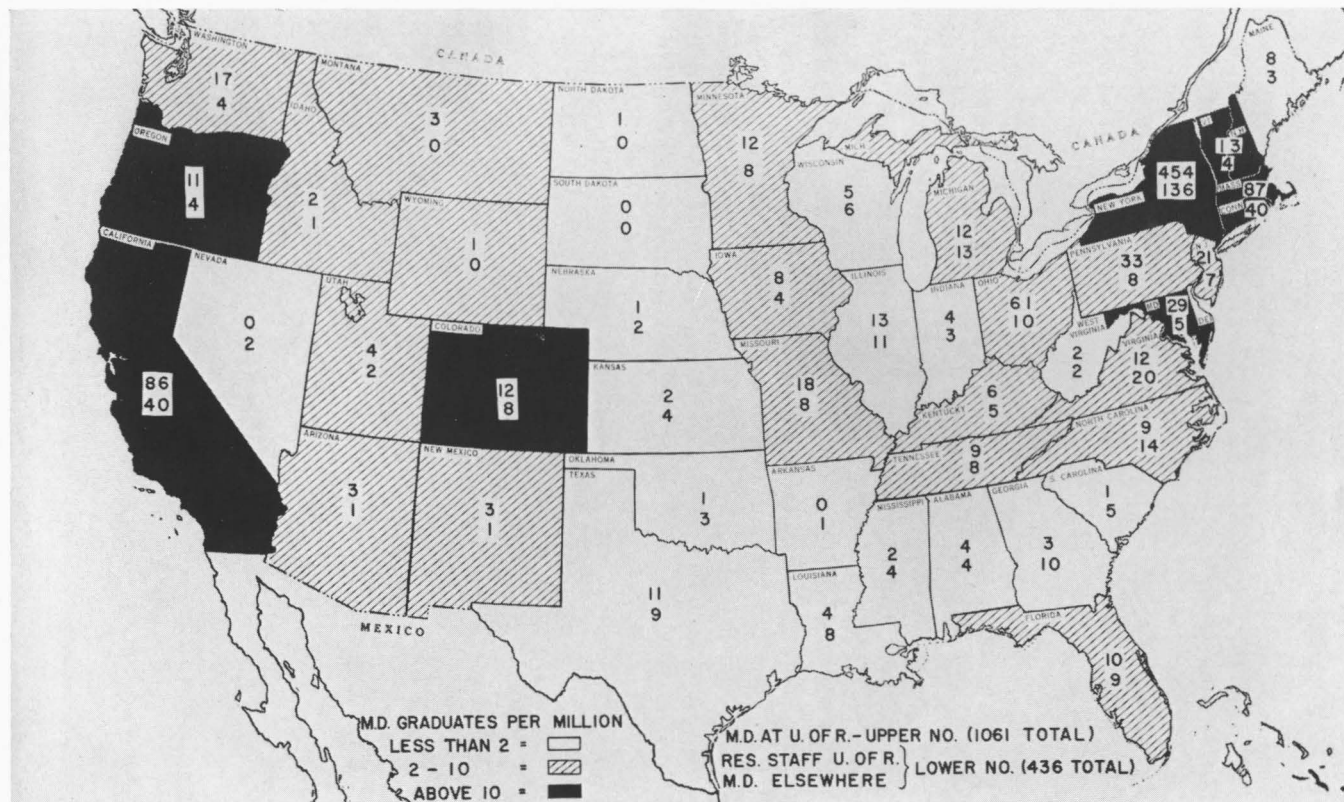 CANADA
WASHINGTON
17
4
MONTANA
3
0
NORTH DAKOTA
1
0
MINNESOTA
12
8
MAINE
8
3
IDAHO
2
1
OREGON
11
4
SOUTH DAKOTA
0
0
WISCONSIN
5
6
MICH.
MICHIGAN
12
13
CANADA
NEW YORK
454
136
13
4
MASS
87
CONN
40
WYOMING
1
0
CALIFORNIA
86
40
NEVADA
0
2
UTAH
4
2
COLORADO
12
8
NEBRASKA
1
2
IOWA
8
4
ILLINOIS
13
11
INDIANA
4
3
OHIO
61
10
PENNSYLVANIA
33
8
N.J.
21
7
MD.
29
5
DEL
WEST
VIRGINIA
2
2
VIRGINIA
12
20
KANSAS
2
4
MISSOURI
18
8
KENTUCKY
6
5
NORTH CAROLINA
9
14
TENNESSEE
9
8
ARIZONA
3
1
NEW MEXICO
3
1
OKLAHOMA
1
3
TEXAS
11
9
ARKANSAS
0
1
MISSISSIPPI
2
4
ALABAMA
4
4
GEORGIA
3
10
S. CAROLINA
1
5
LOUISIANA
4
8
FLORIDA
10
9
MEXICO
M.D. GRADUATES PER MILLION
LESS THAN 2 =
2 - 10 =
ABOVE 10 =
M.D. AT U. OF R. - UPPER NO. (1061 TOTAL)
RES. STAFF U. OF R.
M.D. ELSEWHERE
LOWER NO. (436 TOTAL)